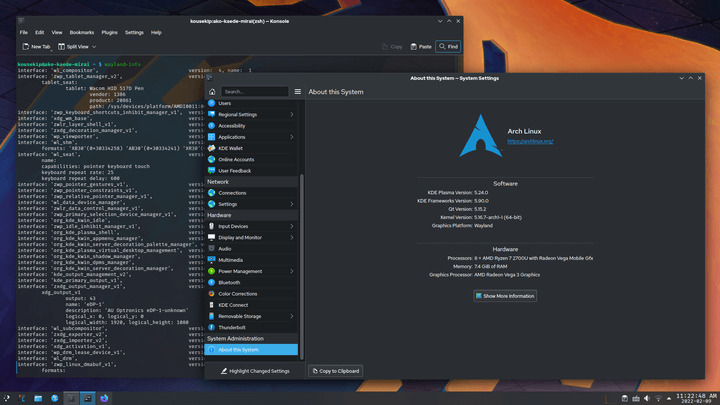 kousekip@ako-kaede-mirai(zsh) — Konsole
File Edit View Bookmarks Plugins Settings Help
New Tab Split View Copy Paste Find
kousekip@ako-kaede-mirai ~ $ wayland-info
interface: 'wl_compositor', version: 4, name: 1
interface: 'zwp_tablet_manager_v2',
tablet_seat:
tablet: Wacom HID 517D Pen
vendor: 1386
product: 20861
path: /sys/devices/platform/AMDI0011:0
interface: 'zwp_keyboard_shortcuts_inhibit_manager_v1',
interface: 'xdg_wm_base',
interface: 'zwlr_layer_shell_v1',
interface: 'zxdg_decoration_manager_v1',
interface: 'wp_viewporter',
interface: 'wl_shm',
formats: 'XB30'(0=30334258) 'AB30'(0=30334241) 'XR30'
interface: 'wl_seat',
name:
capabilities: pointer keyboard touch
keyboard repeat rate: 25
keyboard repeat delay: 600
interface: 'zwp_pointer_gestures_v1',
interface: 'zwp_pointer_constraints_v1',
interface: 'zwp_relative_pointer_manager_v1',
interface: 'wl_data_device_manager',
interface: 'zwlr_data_control_manager_v1',
interface: 'zwp_primary_selection_device_manager_v1',
interface: 'org_kde_kwin_idle',
interface: 'zwp_idle_inhibit_manager_v1',
interface: 'org_kde_plasma_shell',
interface: 'org_kde_kwin_appmenu_manager',
interface: 'org_kde_kwin_server_decoration_palette_manager',
interface: 'org_kde_plasma_virtual_desktop_management',
interface: 'org_kde_kwin_shadow_manager',
interface: 'org_kde_kwin_dpms_manager',
interface: 'org_kde_kwin_server_decoration_manager',
interface: 'kde_output_management_v2',
interface: 'kde_primary_output_v1',
interface: 'zxdg_output_manager_v1',
xdg_output_v1
output: 43
name: 'eDP-1'
description: 'AU Optronics eDP-1-unknown'
logical_x: 0, logical_y: 0
logical_width: 1920, logical_height: 1080
interface: 'wl_subcompositor',
interface: 'zxdg_exporter_v2',
interface: 'zxdg_importer_v2',
interface: 'xdg_activation_v1',
interface: 'wp_drm_lease_device_v1',
interface: 'wl_drm',
interface: 'zwp_linux_dmabuf_v1',
formats:
About this System — System Settings
Search...
About this System
Users
Regional Settings
Accessibility
Applications
KDE Wallet
Online Accounts
User Feedback
Network
Connections
Settings
Hardware
Input Devices
Display and Monitor
Audio
Multimedia
Power Management
Bluetooth
Color Corrections
KDE Connect
Removable Storage
Thunderbolt
System Administration
About this System
Highlight Changed Settings
Arch Linux
https://archlinux.org/
Software
KDE Plasma Version: 5.24.0
KDE Frameworks Version: 5.90.0
Qt Version: 5.15.2
Kernel Version: 5.16.7-arch1-1 (64-bit)
Graphics Platform: Wayland
Hardware
Processors: 8 × AMD Ryzen 7 2700U with Radeon Vega Mobile Gfx
Memory: 7.4 GiB of RAM
Graphics Processor: AMD Radeon Vega 3 Graphics
Show More Information
Copy to Clipboard
11:22:48 AM
2022-02-09